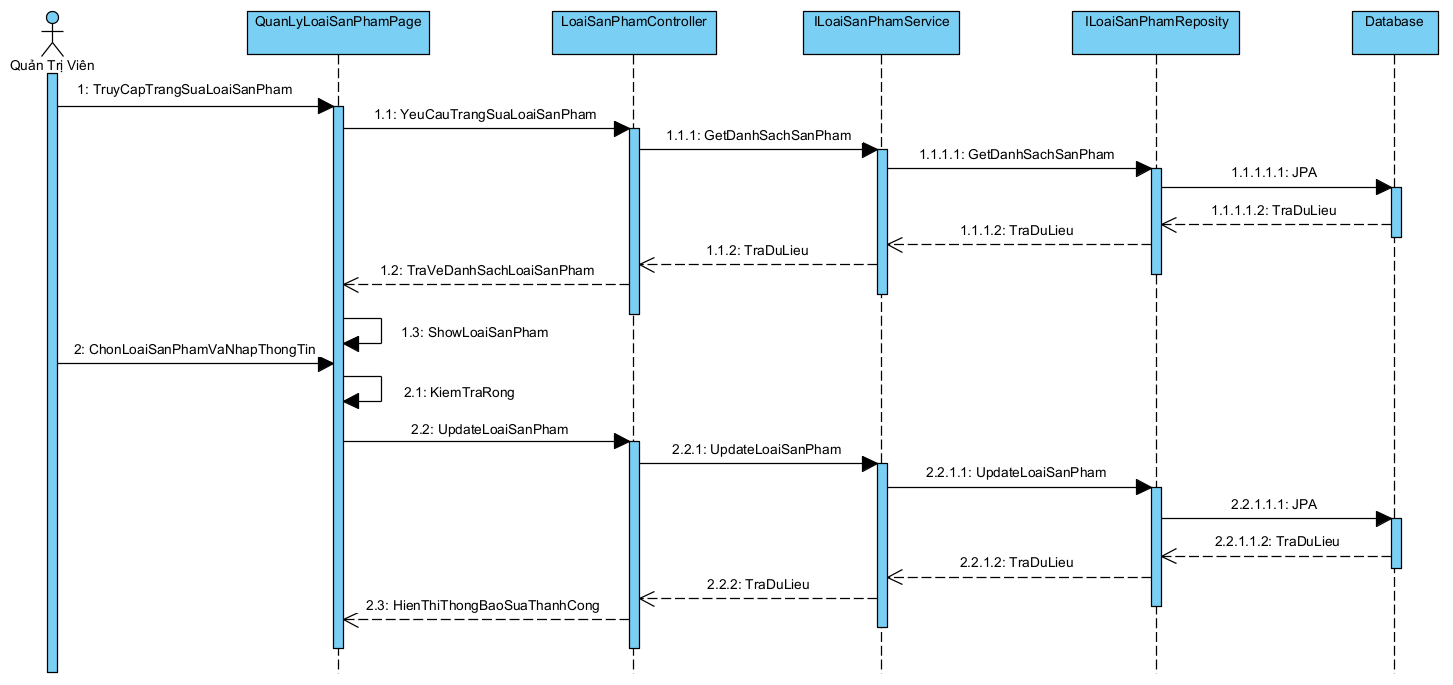 QuanLyLoaiSanPhamPage
LoaiSanPhamController
ILoaiSanPhamService
ILoaiSanPhamReposity
Database
Quản Trị Viên
1: TruyCapTrangSuaLoaiSanPham
1.1: YeuCauTrangSuaLoaiSanPham
1.1.1: GetDanhSachSanPham
1.1.1.1: GetDanhSachSanPham
1.1.1.1.1: JPA
1.1.1.1.2: TraDuLieu
1.1.1.2: TraDuLieu
1.1.2: TraDuLieu
1.2: TraVeDanhSachLoaiSanPham
1.3: ShowLoaiSanPham
2: ChonLoaiSanPhamVaNhapThongTin
2.1: KiemTraRong
2.2: UpdateLoaiSanPham
2.2.1: UpdateLoaiSanPham
2.2.1.1: UpdateLoaiSanPham
2.2.1.1.1: JPA
2.2.1.1.2: TraDuLieu
2.2.1.2: TraDuLieu
2.2.2: TraDuLieu
2.3: HienThiThongBaoSuaThanhCong